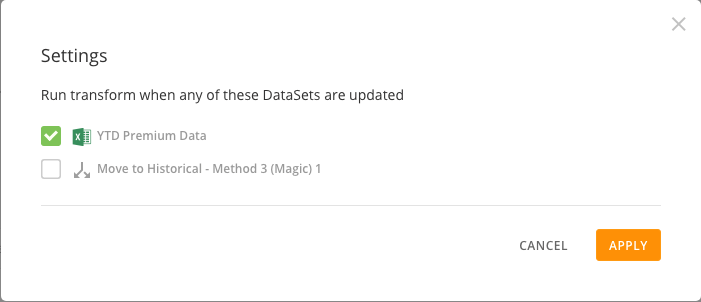 Settings
Run transform when any of these DataSets are updated
YTD Premium Data
Move to Historical - Method 3 (Magic) 1
CANCEL
APPLY